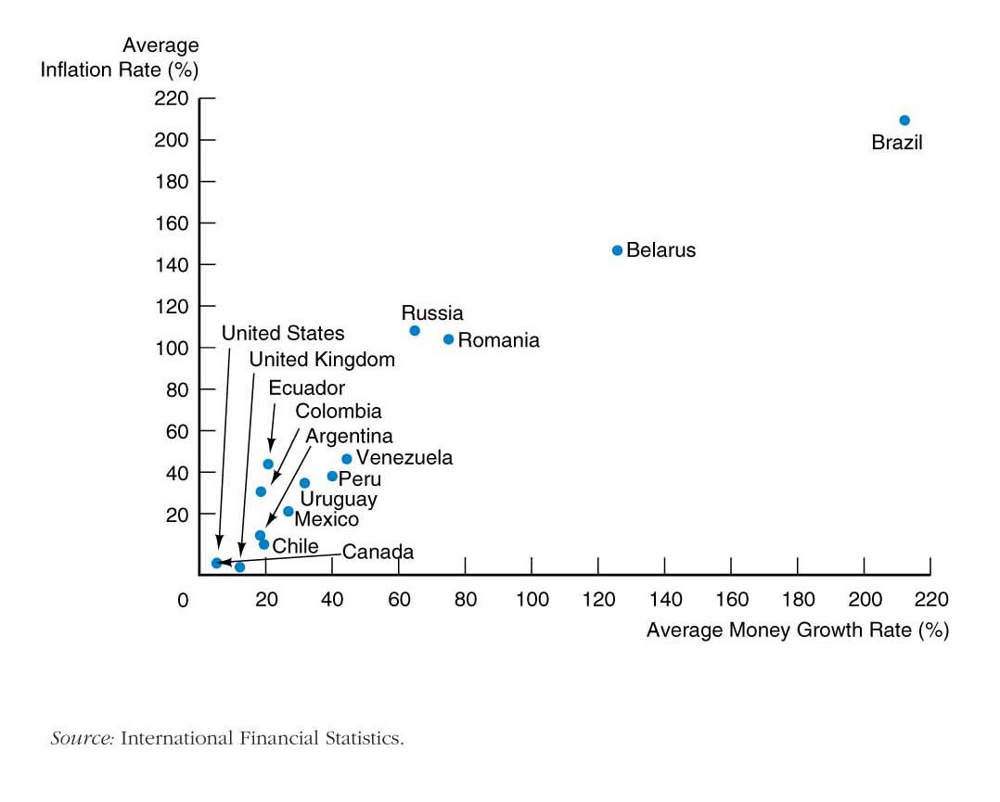 Average
Inflation Rate (%)
220
200
Brazil
180
160
140
Belarus
120
Russia
Romania
100
United States
United Kingdom
80
Ecuador
Colombia
60
Argentina
Venezuela
40
Peru
Uruguay
20
Mexico
Chile
Canada
0 20 40 60 80 100 120 140 160 180 200 220
Average Money Growth Rate (%)
Source: International Financial Statistics.